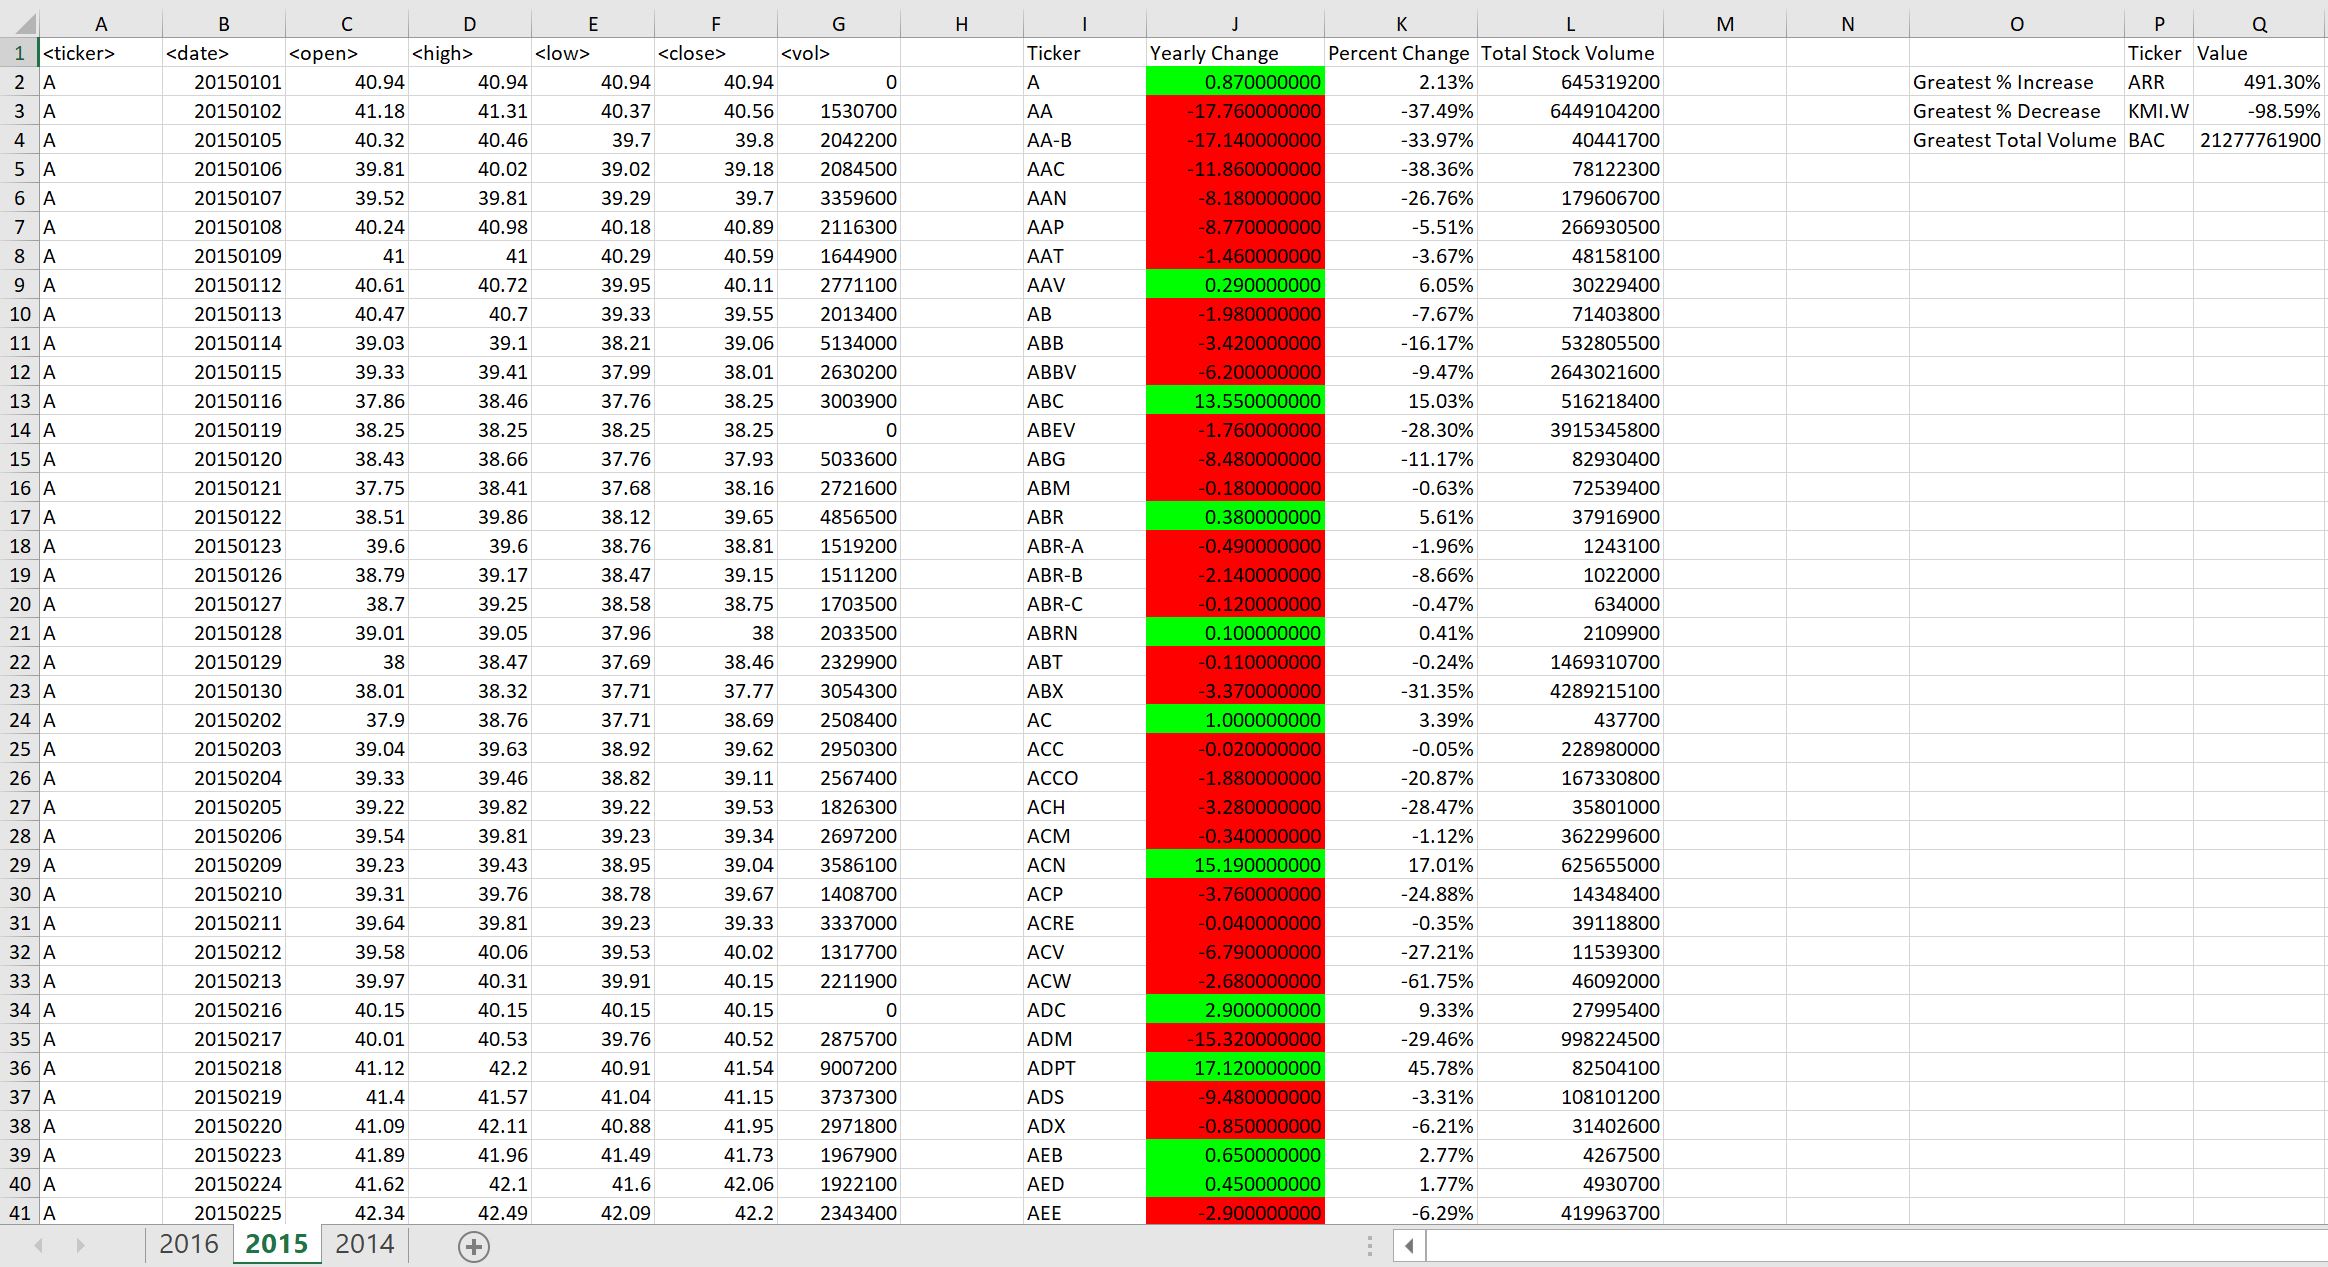 A B C D E F G H I J K L M N O P Q
1 <ticker> <date> <open> <high> <low> <close> <vol> Ticker Yearly Change Percent Change Total Stock Volume Ticker Value
2 A 20150101 40.94 40.94 40.94 40.94 0 A 0.870000000 2.13% 645319200 Greatest % Increase ARR 491.30%
3 A 20150102 41.18 41.31 40.37 40.56 1530700 AA -17.760000000 -37.49% 6449104200 Greatest % Decrease KMI.W -98.59%
4 A 20150105 40.32 40.46 39.7 39.8 2042200 AA-B -17.140000000 -33.97% 40441700 Greatest Total Volume BAC 21277761900
5 A 20150106 39.81 40.02 39.02 39.18 2084500 AAC -11.860000000 -38.36% 78122300
6 A 20150107 39.52 39.81 39.29 39.7 3359600 AAN -8.180000000 -26.76% 179606700
7 A 20150108 40.24 40.98 40.18 40.89 2116300 AAP -8.770000000 -5.51% 266930500
8 A 20150109 41 41 40.29 40.59 1644900 AAT -1.460000000 -3.67% 48158100
9 A 20150112 40.61 40.72 39.95 40.11 2771100 AAV 0.290000000 6.05% 30229400
10 A 20150113 40.47 40.7 39.33 39.55 2013400 AB -1.980000000 -7.67% 71403800
11 A 20150114 39.03 39.1 38.21 39.06 5134000 ABB -3.420000000 -16.17% 532805500
12 A 20150115 39.33 39.41 37.99 38.01 2630200 ABBV -6.200000000 -9.47% 2643021600
13 A 20150116 37.86 38.46 37.76 38.25 3003900 ABC 13.550000000 15.03% 516218400
14 A 20150119 38.25 38.25 38.25 38.25 0 ABEV -1.760000000 -28.30% 3915345800
15 A 20150120 38.43 38.66 37.76 37.93 5033600 ABG -8.480000000 -11.17% 82930400
16 A 20150121 37.75 38.41 37.68 38.16 2721600 ABM -0.180000000 -0.63% 72539400
17 A 20150122 38.51 39.86 38.12 39.65 4856500 ABR 0.380000000 5.61% 37916900
18 A 20150123 39.6 39.6 38.76 38.81 1519200 ABR-A -0.490000000 -1.96% 1243100
19 A 20150126 38.79 39.17 38.47 39.15 1511200 ABR-B -2.140000000 -8.66% 1022000
20 A 20150127 38.7 39.25 38.58 38.75 1703500 ABR-C -0.120000000 -0.47% 634000
21 A 20150128 39.01 39.05 37.96 38 2033500 ABRN 0.100000000 0.41% 2109900
22 A 20150129 38 38.47 37.69 38.46 2329900 ABT -0.110000000 -0.24% 1469310700
23 A 20150130 38.01 38.32 37.71 37.77 3054300 ABX -3.370000000 -31.35% 4289215100
24 A 20150202 37.9 38.76 37.71 38.69 2508400 AC 1.000000000 3.39% 437700
25 A 20150203 39.04 39.63 38.92 39.62 2950300 ACC -0.020000000 -0.05% 228980000
26 A 20150204 39.33 39.46 38.82 39.11 2567400 ACCO -1.880000000 -20.87% 167330800
27 A 20150205 39.22 39.82 39.22 39.53 1826300 ACH -3.280000000 -28.47% 35801000
28 A 20150206 39.54 39.81 39.23 39.34 2697200 ACM -0.340000000 -1.12% 362299600
29 A 20150209 39.23 39.43 38.95 39.04 3586100 ACN 15.190000000 17.01% 625655000
30 A 20150210 39.31 39.76 38.78 39.67 1408700 ACP -3.760000000 -24.88% 14348400
31 A 20150211 39.64 39.81 39.23 39.33 3337000 ACRE -0.040000000 -0.35% 39118800
32 A 20150212 39.58 40.06 39.53 40.02 1317700 ACV -6.790000000 -27.21% 11539300
33 A 20150213 39.97 40.31 39.91 40.15 2211900 ACW -2.680000000 -61.75% 46092000
34 A 20150216 40.15 40.15 40.15 40.15 0 ADC 2.900000000 9.33% 27995400
35 A 20150217 40.01 40.53 39.76 40.52 2875700 ADM -15.320000000 -29.46% 998224500
36 A 20150218 41.12 42.2 40.91 41.54 9007200 ADPT 17.120000000 45.78% 82504100
37 A 20150219 41.4 41.57 41.04 41.15 3737300 ADS -9.480000000 -3.31% 108101200
38 A 20150220 41.09 42.11 40.88 41.95 2971800 ADX -0.850000000 -6.21% 31402600
39 A 20150223 41.89 41.96 41.49 41.73 1967900 AEB 0.650000000 2.77% 4267500
40 A 20150224 41.62 42.1 41.6 42.06 1922100 AED 0.450000000 1.77% 4930700
41 A 20150225 42.34 42.49 42.09 42.2 2343400 AEE -2.900000000 -6.29% 419963700
2016 2015 2014